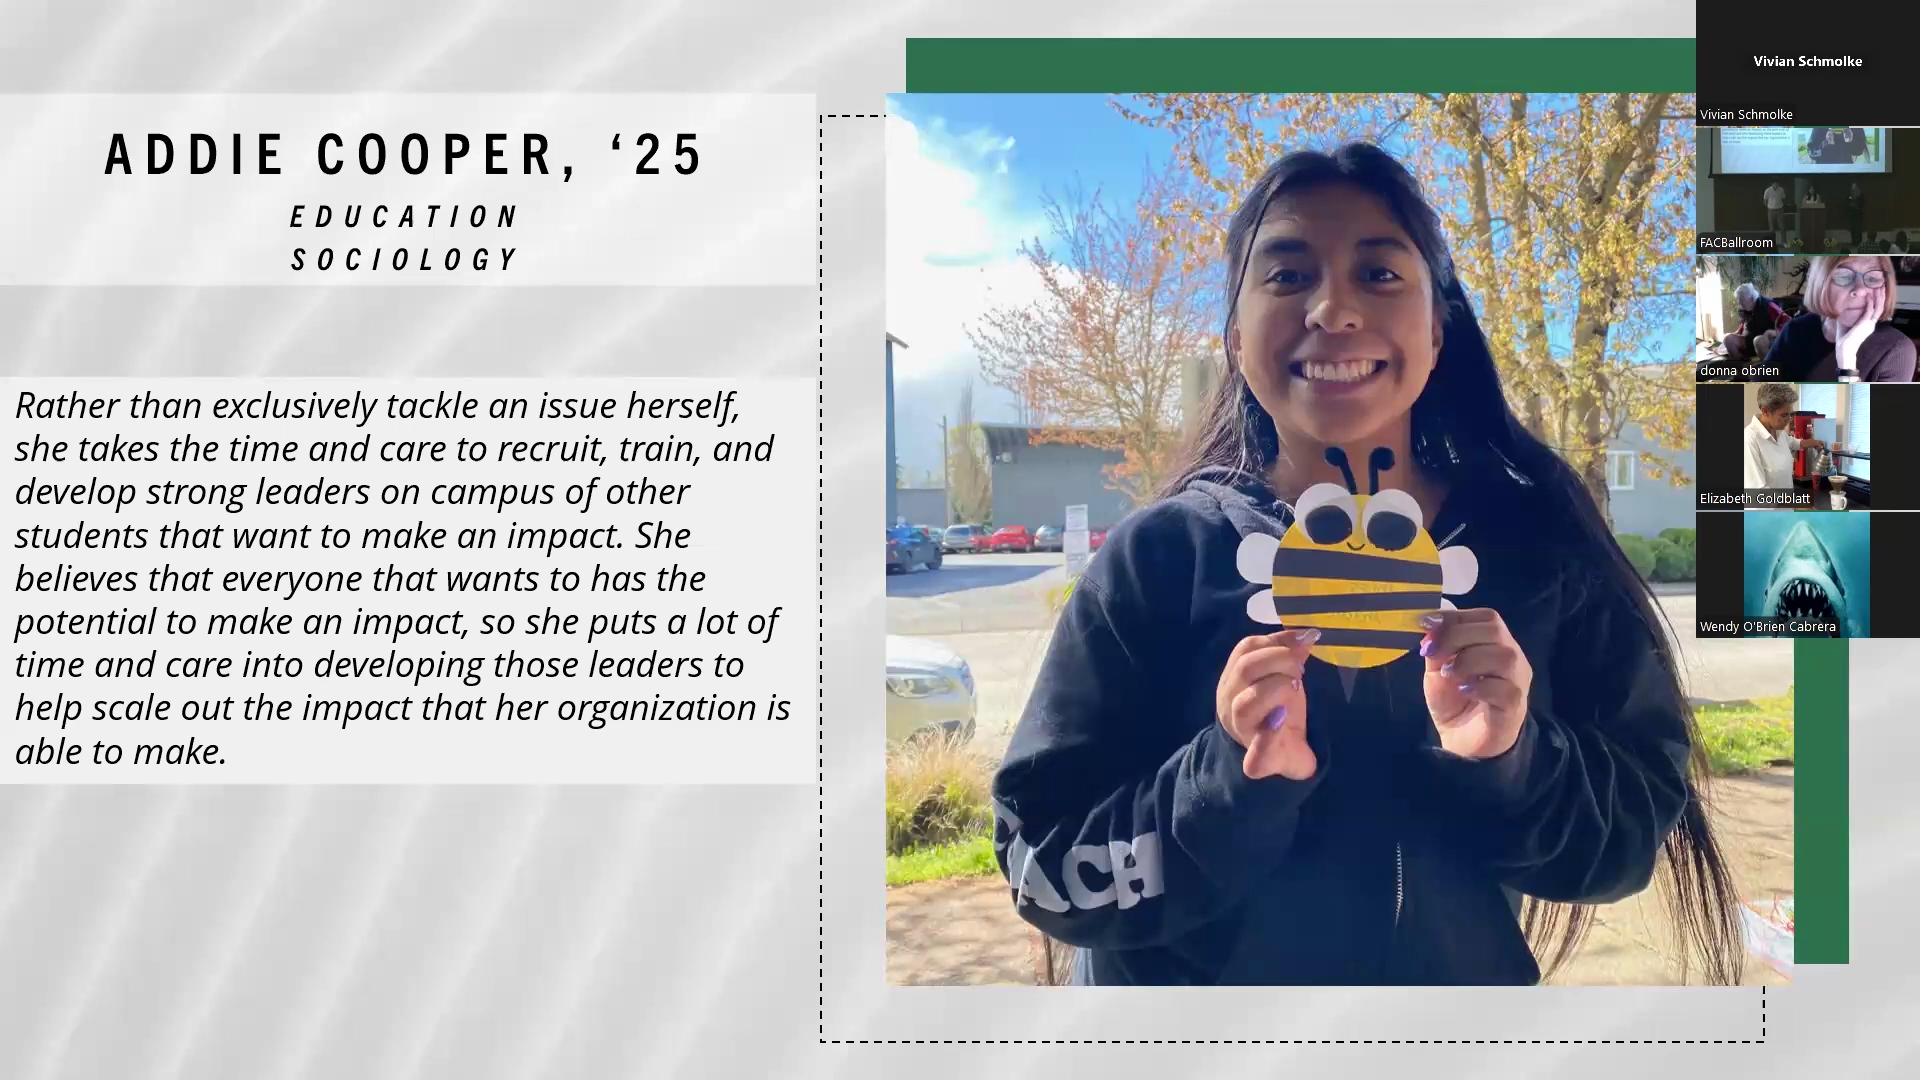 ADDIE COOPER, ‘25
EDUCATION
SOCIOLOGY
Rather than exclusively tackle an issue herself,
she takes the time and care to recruit, train, and
develop strong leaders on campus of other
students that want to make an impact. She
believes that everyone that wants to has the
potential to make an impact, so she puts a lot of
time and care into developing those leaders to
help scale out the impact that her organization is
able to make.
ACH
Vivian Schmolke
Vivian Schmolke
FACBallroom
donna obrien
Elizabeth Goldblatt
Wendy O'Brien Cabrera